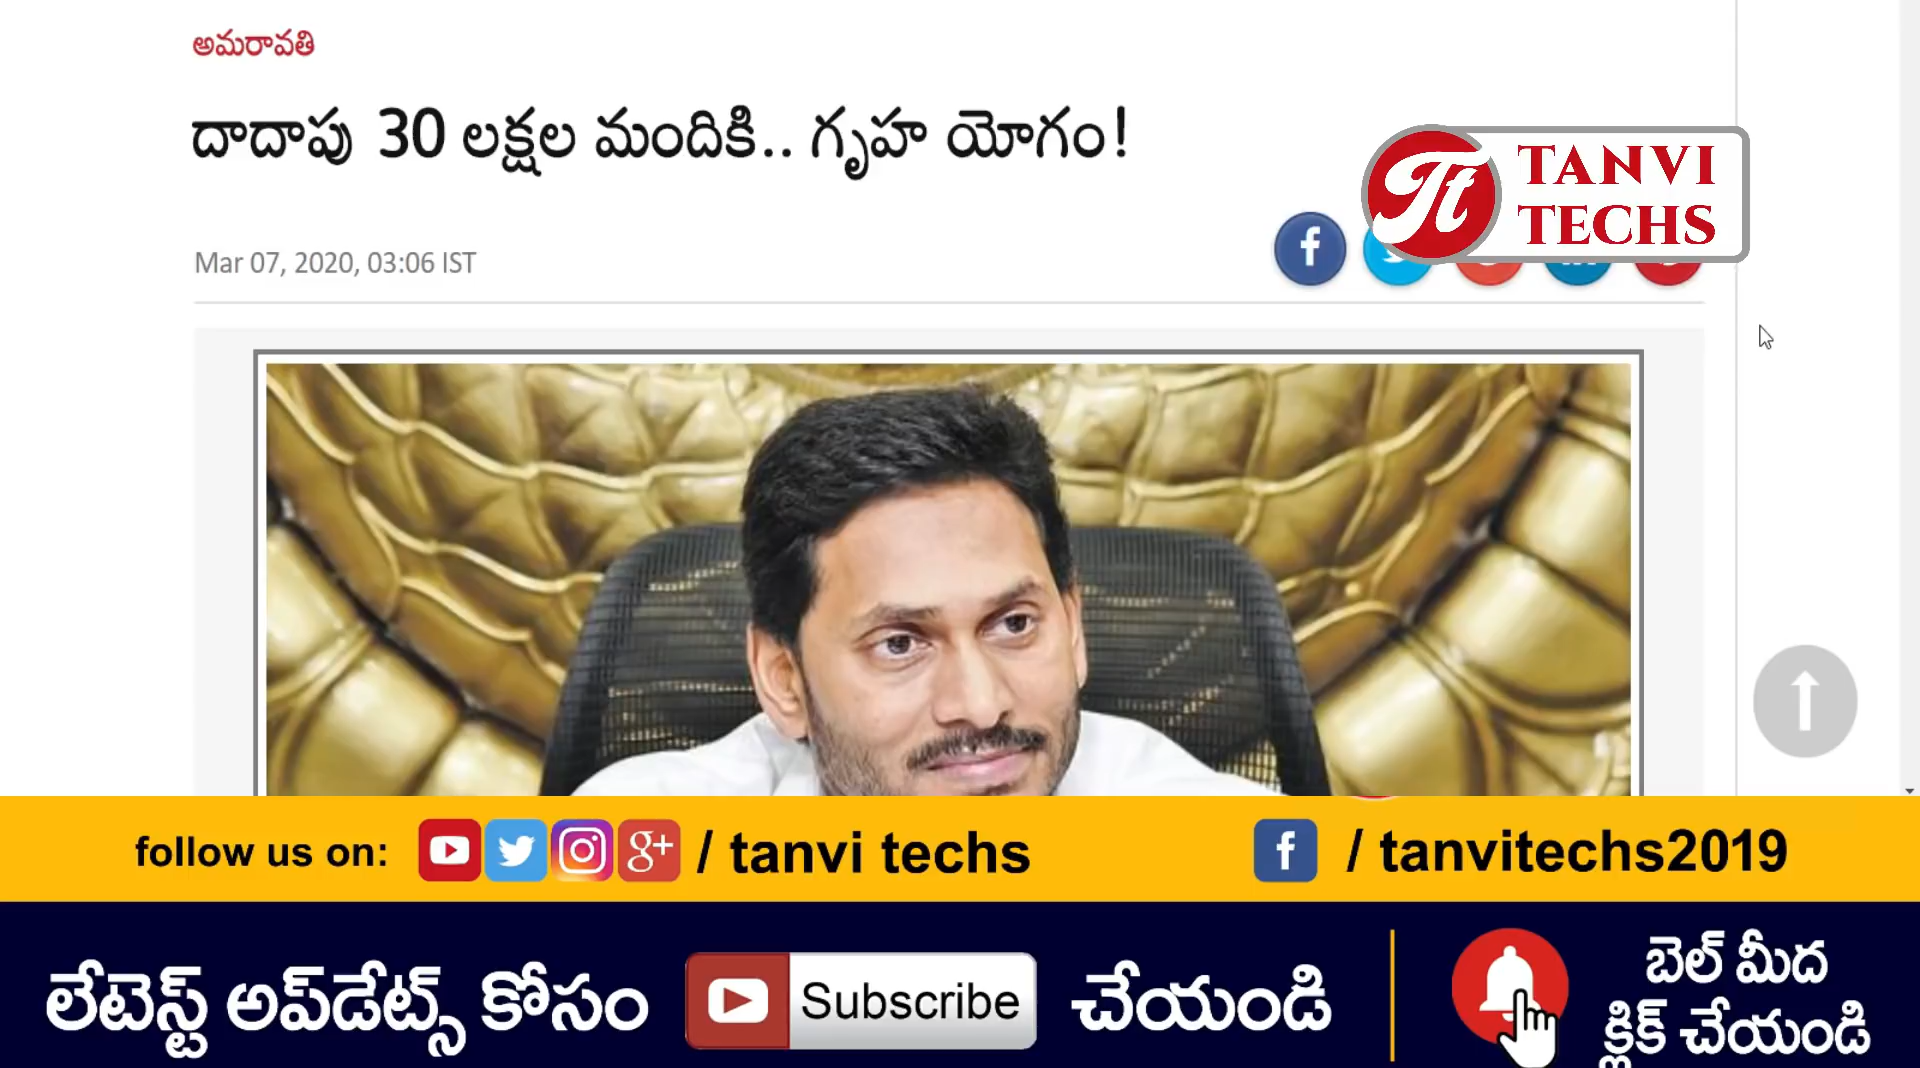 అమరావతి
దాదాపు 30 లక్షల మందికి.. గృహ యోగం!
TANVI
TECHS
Mar 07, 2020, 03:06 IST
follow us on: / tanvi techs
/ tanvitechs2019
లేటెస్ట్ అప్‌డేట్స్ కోసం Subscribe చేయండి
బెల్ మీద
క్లిక్ చేయండి